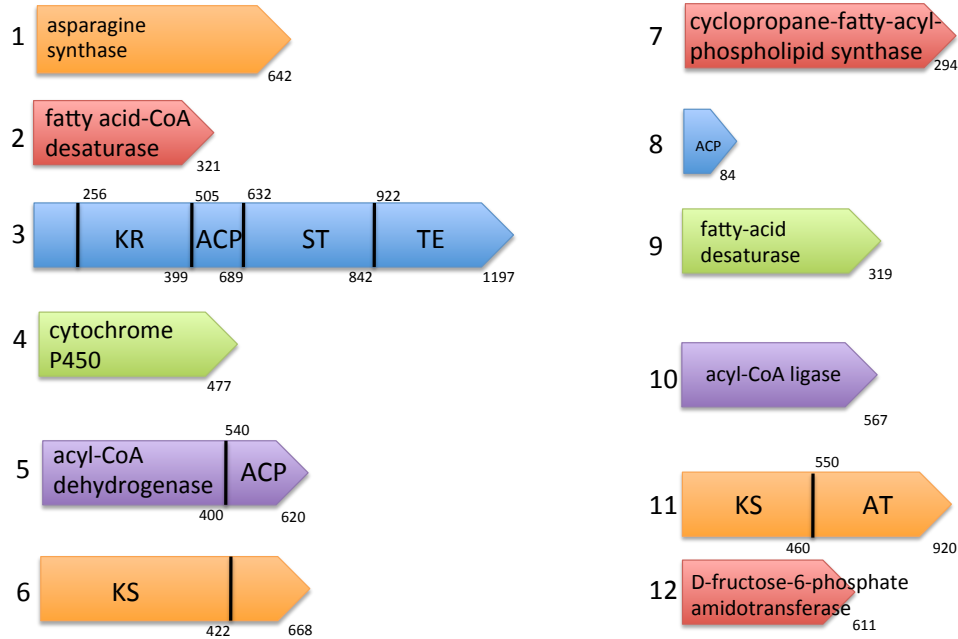 1
asparagine
synthase
642
2
fatty acid-CoA
desaturase
321
256 505 632 922
3
KR ACP ST TE
399 689 842 1197
4
cytochrome
P450
477
540
5
acyl-CoA
dehydrogenase
ACP
400 620
6
KS
422 668
7
cyclopropane-fatty-acyl-
phospholipid synthase
294
8
ACP
84
9
fatty-acid
desaturase
319
10
acyl-CoA ligase
567
550
11
KS AT
460 920
12
D-fructose-6-phosphate
amidotransferase
611